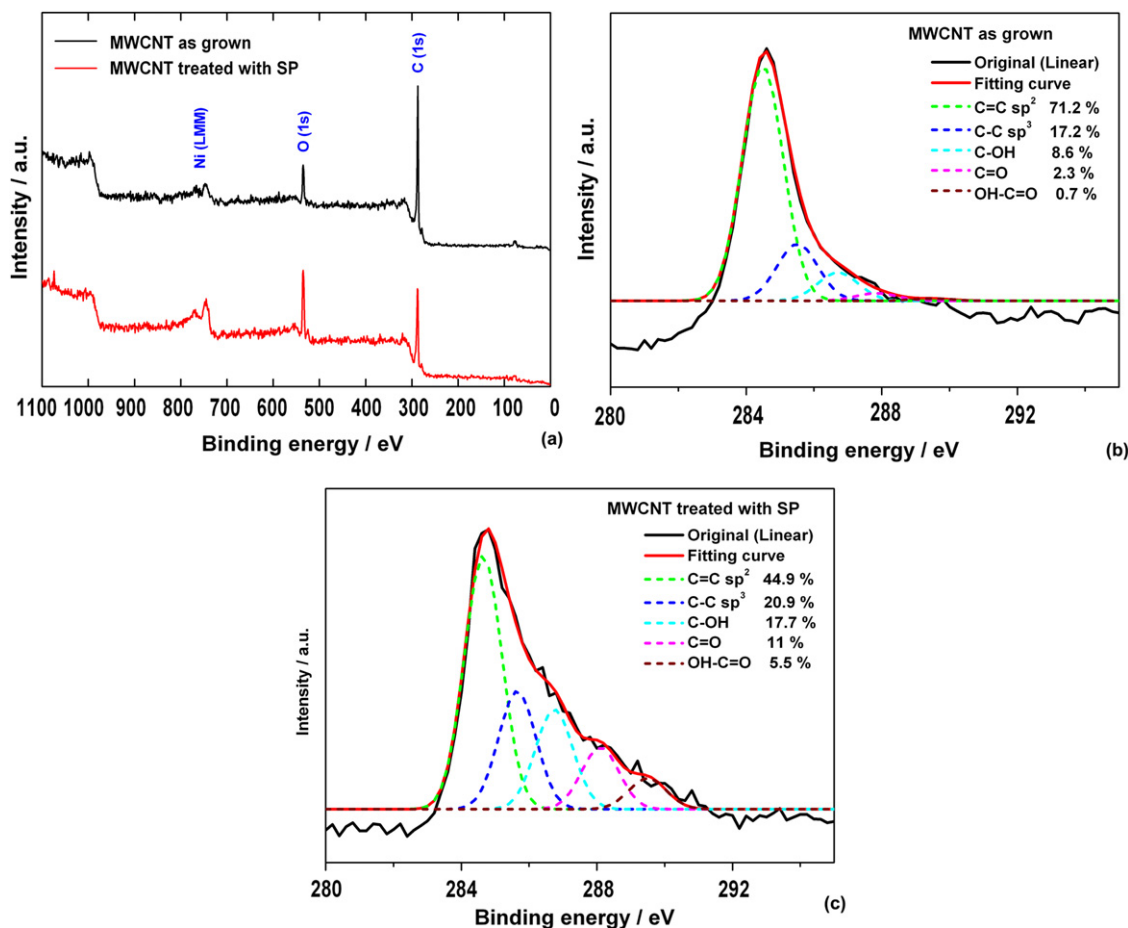 MWCNT as grown
MWCNT treated with SP
Ni (LMM)
O (1s)
C (1s)
Intensity / a.u.
1100 1000 900 800 700 600 500 400 300 200 100 0
Binding energy / eV
(a)
MWCNT as grown
Original (Linear)
Fitting curve
C=C sp² 71.2 %
C-C sp³ 17.2 %
C-OH 8.6 %
C=O 2.3 %
OH-C=O 0.7 %
Intensity / a.u.
280 284 288 292
Binding energy / eV
(b)
MWCNT treated with SP
Original (Linear)
Fitting curve
C=C sp² 44.9 %
C-C sp³ 20.9 %
C-OH 17.7 %
C=O 11 %
OH-C=O 5.5 %
Intensity / a.u.
280 284 288 292
Binding energy / eV
(c)